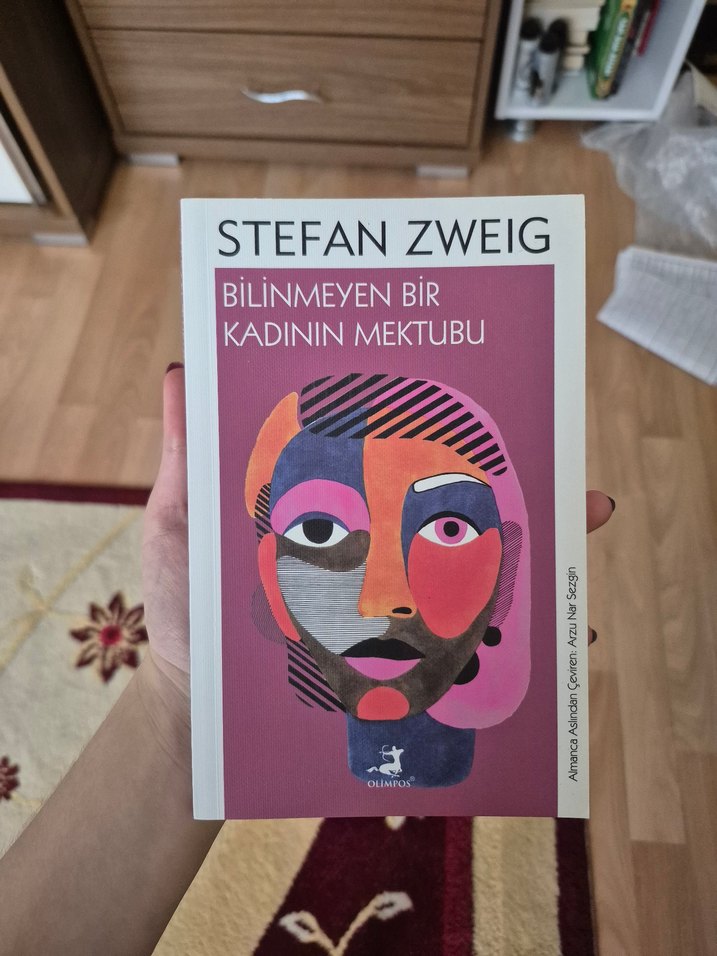 STEFAN ZWEIG
BİLİNMEYEN BİR
KADININ MEKTUBU
Almanca Aslından Çeviren: Arzu Nar Sezgin
OLİMPOS®